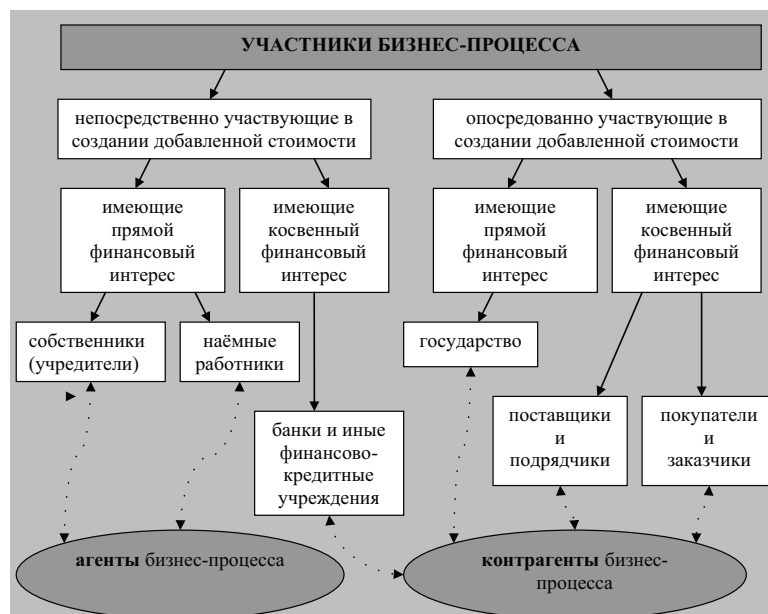 УЧАСТНИКИ БИЗНЕС-ПРОЦЕССА
непосредственно участвующие в
создании добавленной стоимости
опосредованно участвующие в
создании добавленной стоимости
имеющие
прямой
финансовый
интерес
имеющие
косвенный
финансовый
интерес
имеющие
прямой
финансовый
интерес
имеющие
косвенный
финансовый
интерес
собственники
(учредители)
наёмные
работники
государство
банки и иные
финансово-
кредитные
учреждения
поставщики
и
подрядчики
покупатели
и
заказчики
агенты бизнес-процесса
контрагенты бизнес-
процесса